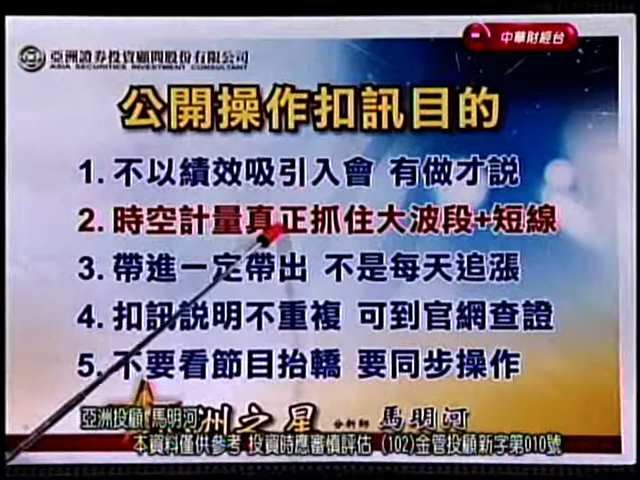 中華財經台
亞洲證券投資顧問股份有限公司
ASIA SECURITIES INVESTMENT CONSULTANT
公開操作扣訊目的
1. 不以績效吸引入會 有做才說
2. 時空計量真正抓住大波段+短線
3. 帶進一定帶出 不是每天追漲
4. 扣訊説明不重複 可到官網查證
5. 不要看節目抬轎 要同步操作
洲之星 分析師 馬明河
亞洲投顧 馬明河
本資料僅供參考 投資時應審慎評估 (102)金管投顧新字第010號